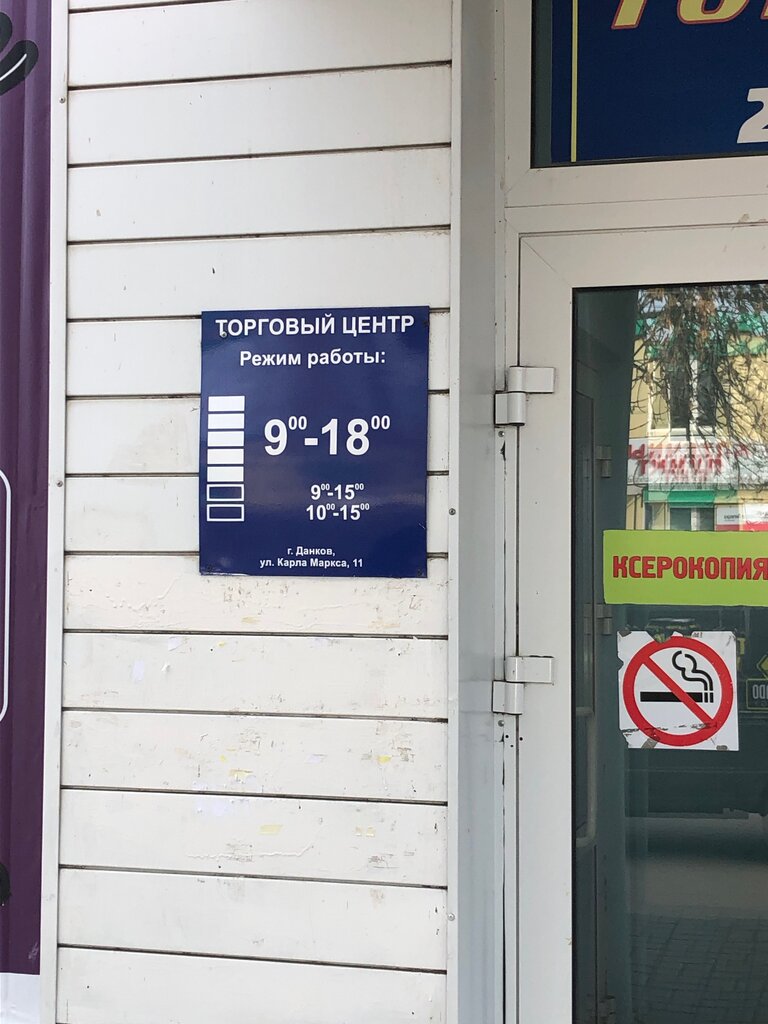 ТОРГОВЫЙ ЦЕНТР
Режим работы:
9⁰⁰-18⁰⁰
9⁰⁰-15⁰⁰
10⁰⁰-15⁰⁰
г. Данков,
ул. Карла Маркса, 11
КСЕРОКОПИЯ